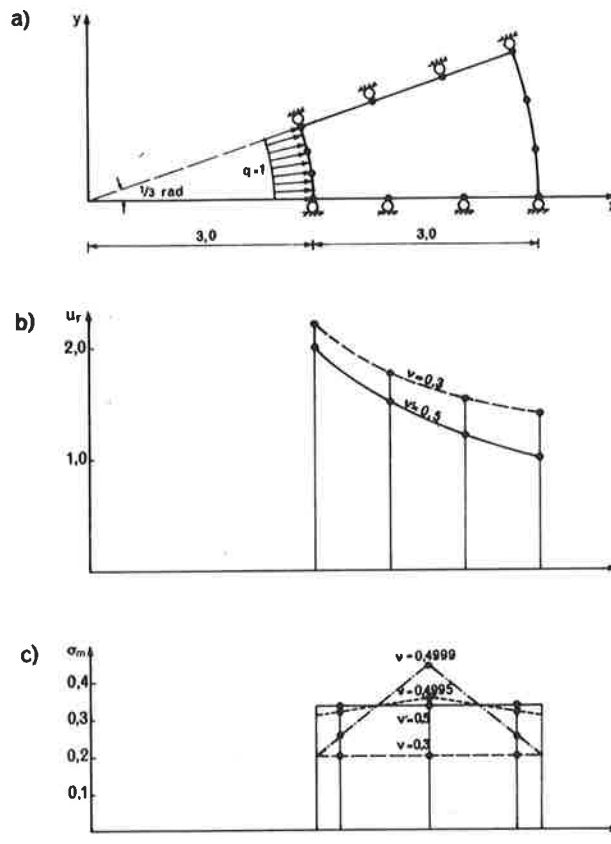 a)
y
q=1
1/3 rad
3,0
3,0
b)
u_r
2,0
1,0
ν=0,3
ν=0,5
c)
σ_m
0,4
0,3
0,2
0,1
ν=0,4999
ν=0,4995
ν=0,5
ν=0,3